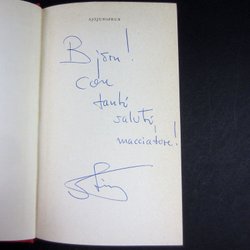 Björn!
con
tanti
saluti,
macciatore!